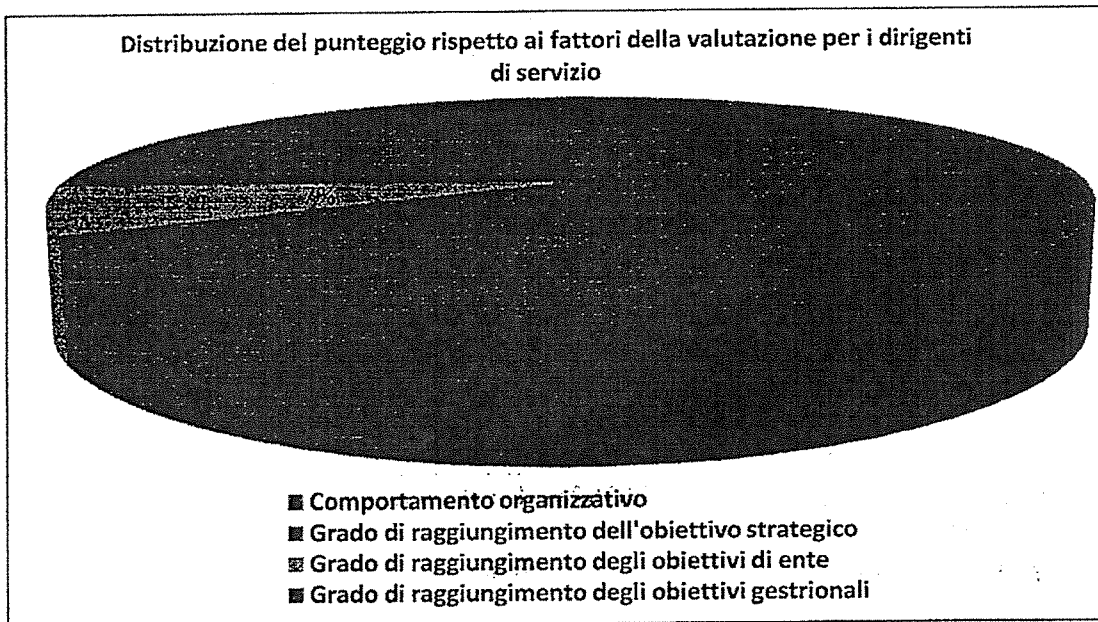 Distribuzione del punteggio rispetto ai fattori della valutazione per i dirigenti
di servizio
■ Comportamento organizzativo
■ Grado di raggiungimento dell'obiettivo strategico
■ Grado di raggiungimento degli obiettivi di ente
■ Grado di raggiungimento degli obiettivi gestrionali